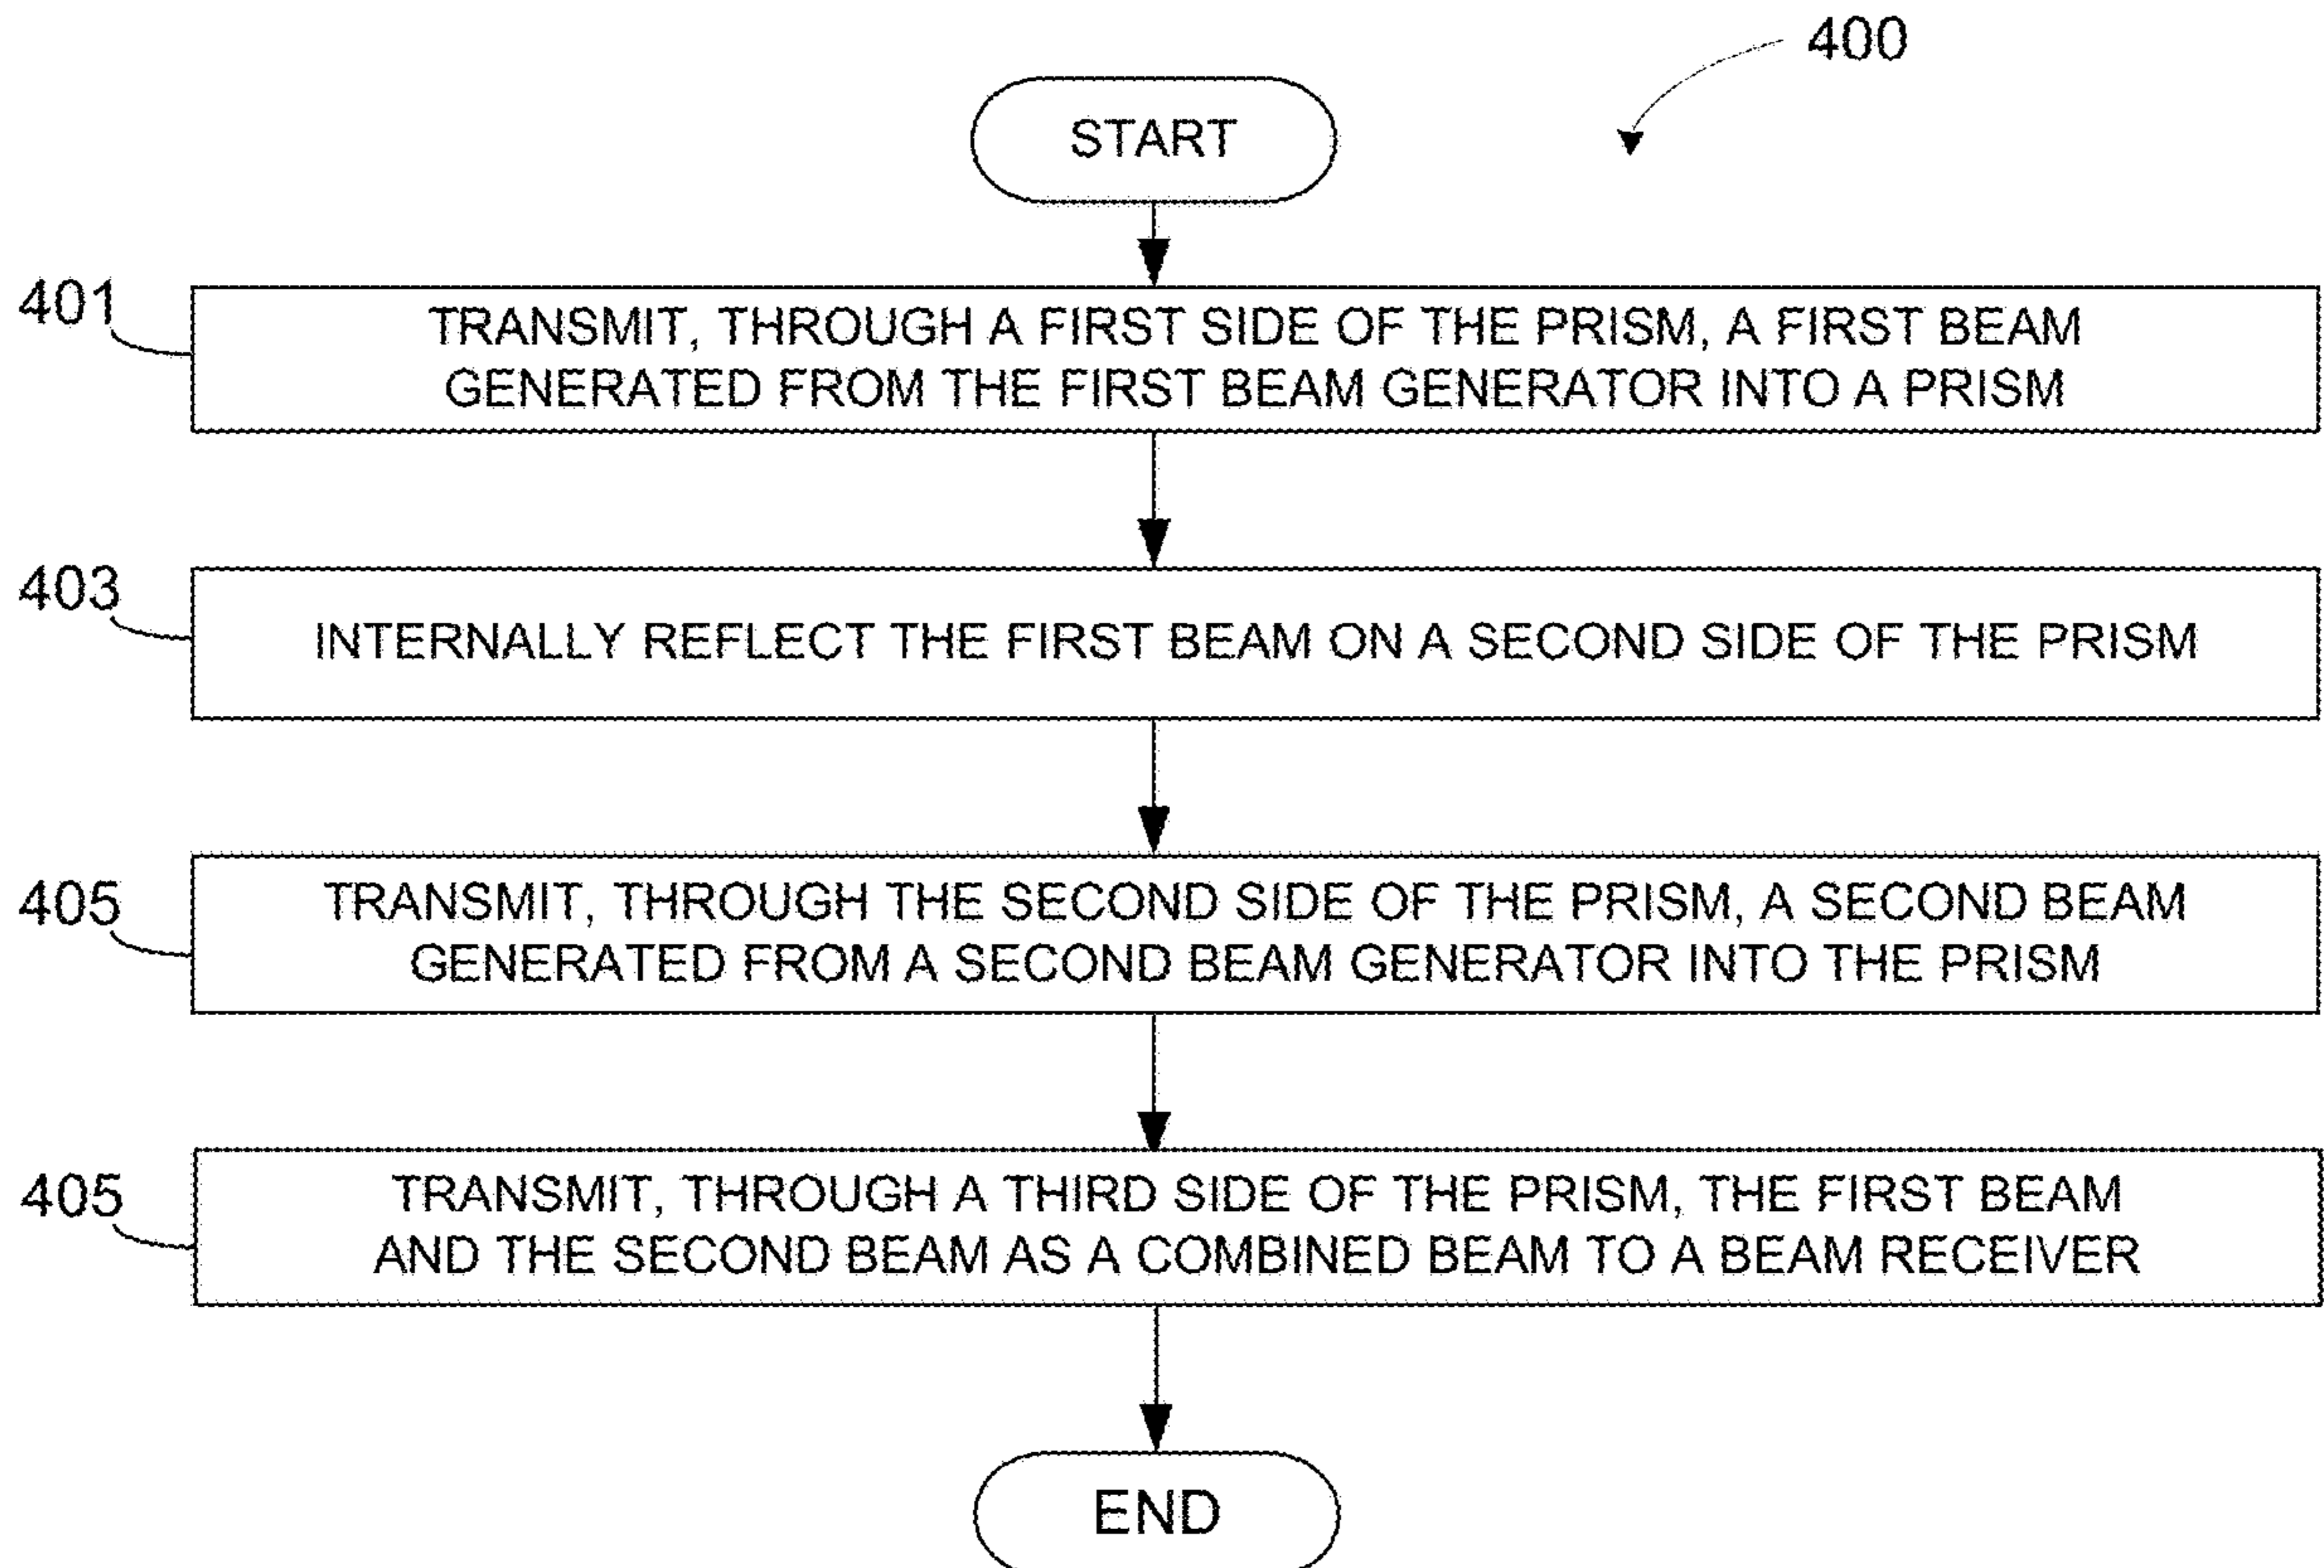 400
START
401
TRANSMIT, THROUGH A FIRST SIDE OF THE PRISM, A FIRST BEAM
GENERATED FROM THE FIRST BEAM GENERATOR INTO A PRISM
403
INTERNALLY REFLECT THE FIRST BEAM ON A SECOND SIDE OF THE PRISM
405
TRANSMIT, THROUGH THE SECOND SIDE OF THE PRISM, A SECOND BEAM
GENERATED FROM A SECOND BEAM GENERATOR INTO THE PRISM
405
TRANSMIT, THROUGH A THIRD SIDE OF THE PRISM, THE FIRST BEAM
AND THE SECOND BEAM AS A COMBINED BEAM TO A BEAM RECEIVER
END